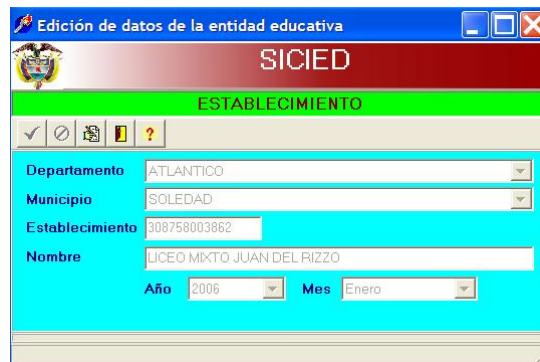 Edición de datos de la entidad educativa
SICIED
ESTABLECIMIENTO
?
Departamento ATLANTICO
Municipio SOLEDAD
Establecimiento 308758003862
Nombre LICEO MIXTO JUAN DEL RIZZO
Año 2006 Mes Enero